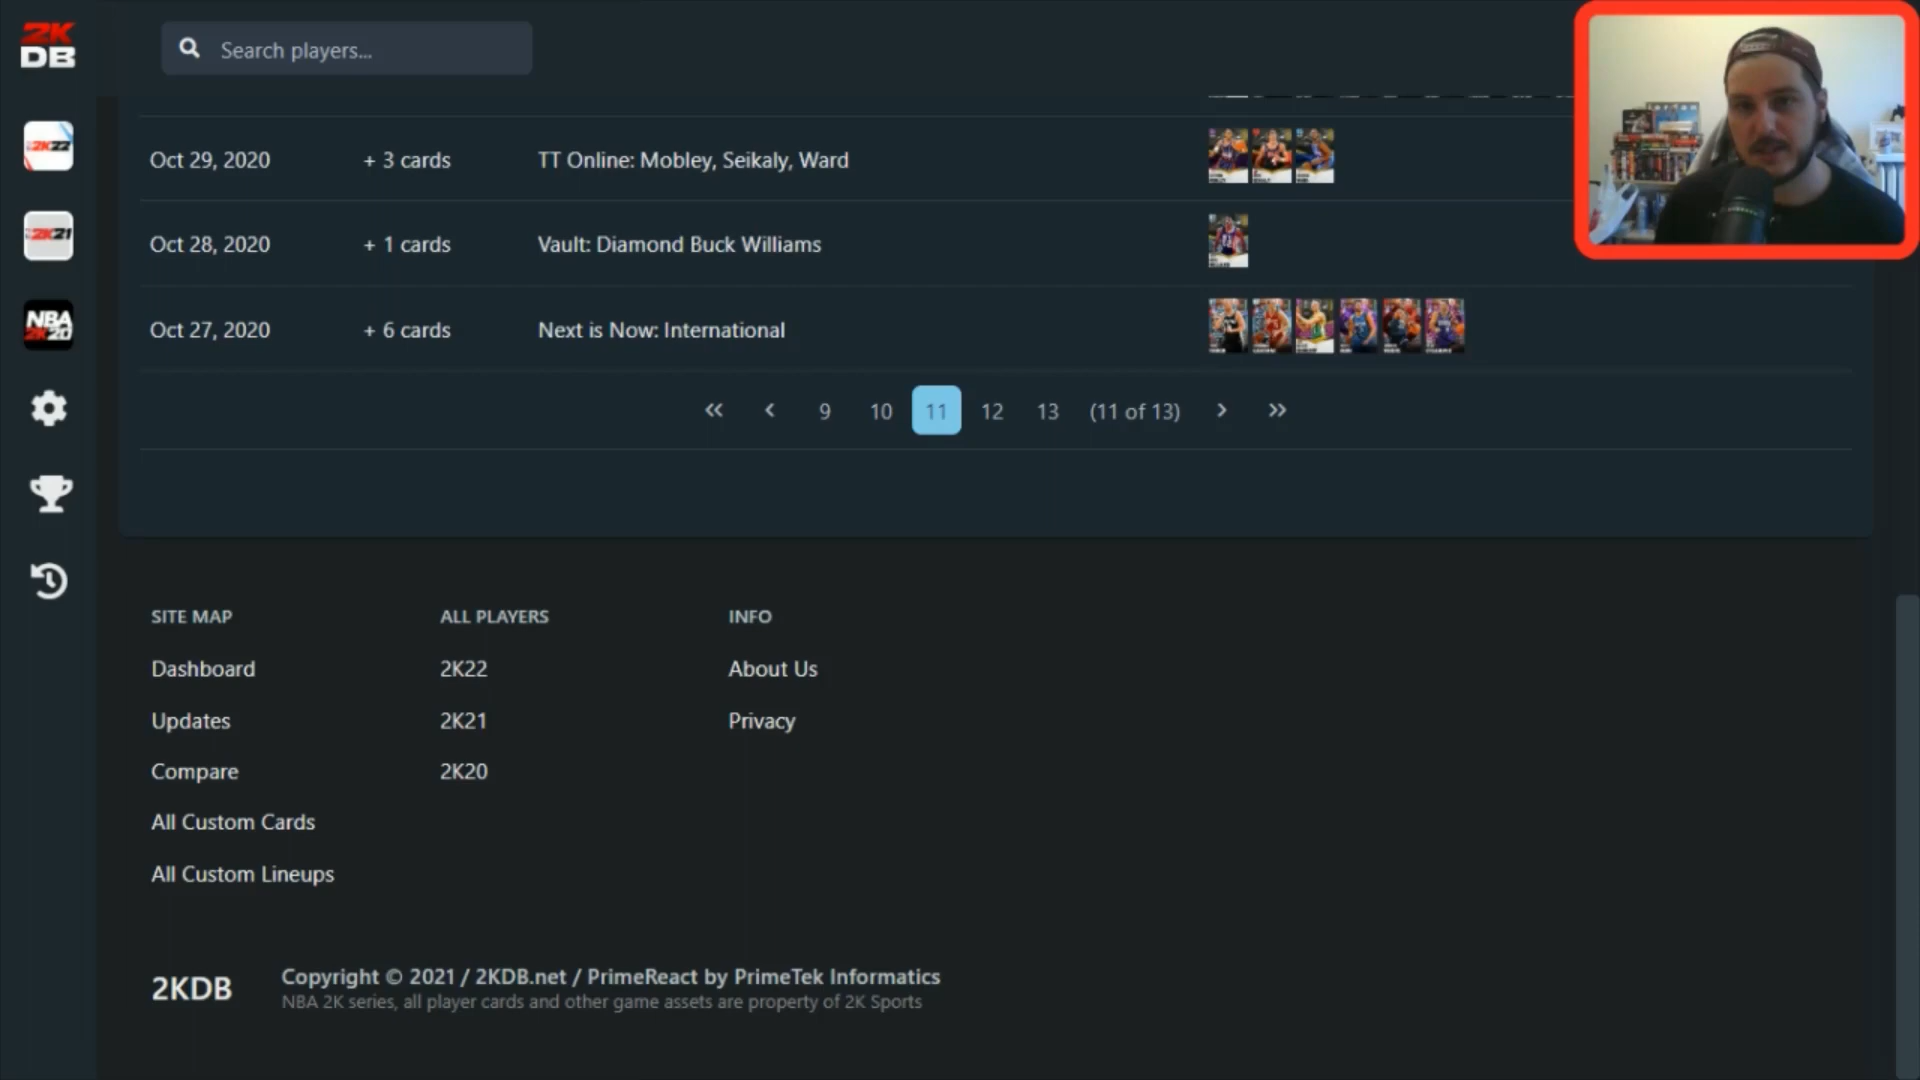 2K
DB
Search players...
2K22
2K21
NBA
2K20
Oct 29, 2020 + 3 cards TT Online: Mobley, Seikaly, Ward
Oct 28, 2020 + 1 cards Vault: Diamond Buck Williams
Oct 27, 2020 + 6 cards Next is Now: International
« ‹ 9 10 11 12 13 (11 of 13) › »
SITE MAP ALL PLAYERS INFO
Dashboard 2K22 About Us
Updates 2K21 Privacy
Compare 2K20
All Custom Cards
All Custom Lineups
2KDB
Copyright © 2021 / 2KDB.net / PrimeReact by PrimeTek Informatics
NBA 2K series, all player cards and other game assets are property of 2K Sports